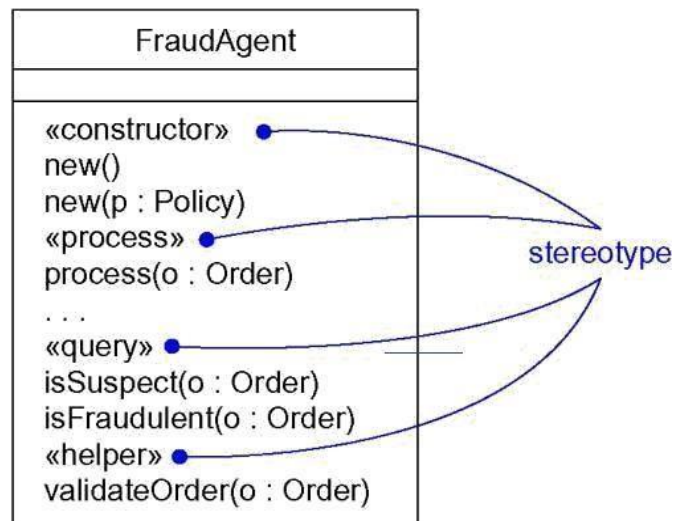 FraudAgent
«constructor»
new()
new(p : Policy)
«process»
process(o : Order)
. . .
«query»
isSuspect(o : Order)
isFraudulent(o : Order)
«helper»
validateOrder(o : Order)
stereotype